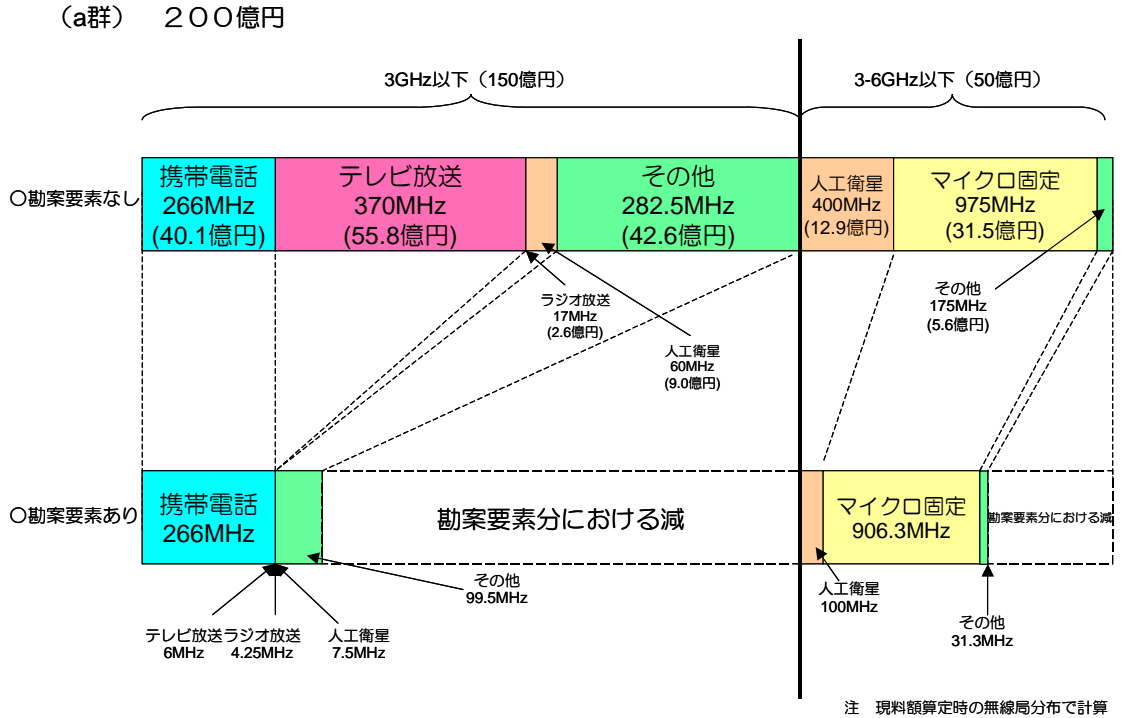 （a群）　２００億円
3GHz以下（150億円）
3-6GHz以下（50億円）
○勘案要素なし
携帯電話
266MHz
(40.1億円)
テレビ放送
370MHz
(55.8億円)
その他
282.5MHz
(42.6億円)
人工衛星
400MHz
(12.9億円)
マイクロ固定
975MHz
(31.5億円)
ラジオ放送
17MHz
(2.6億円)
人工衛星
60MHz
(9.0億円)
その他
175MHz
(5.6億円)
○勘案要素あり
携帯電話
266MHz
勘案要素分における減
マイクロ固定
906.3MHz
勘案要素分における減
その他
99.5MHz
人工衛星
100MHz
その他
31.3MHz
テレビ放送
6MHz
ラジオ放送
4.25MHz
人工衛星
7.5MHz
注　現料額算定時の無線局分布で計算